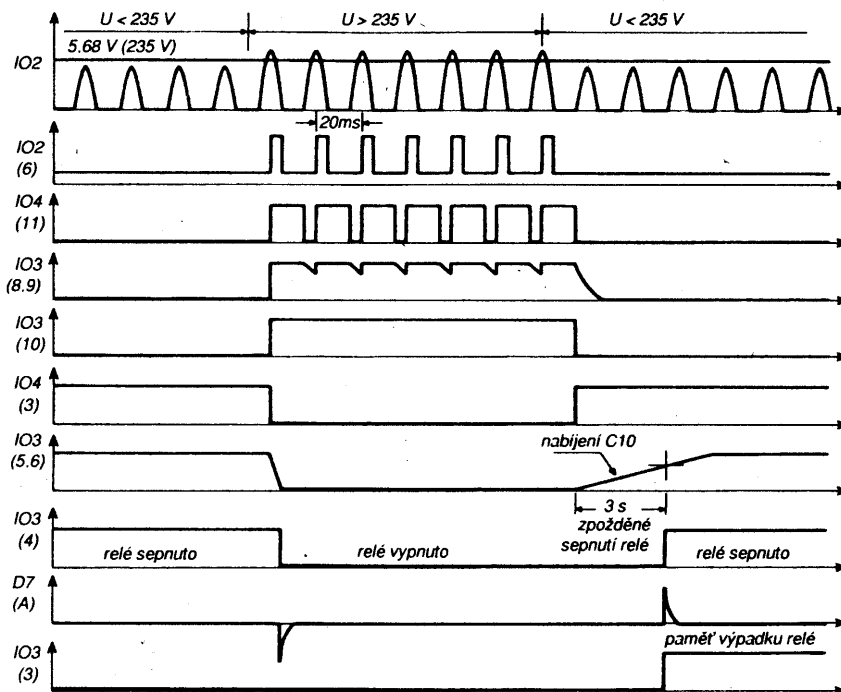 U < 235 V
U > 235 V
U < 235 V
5.68 V (235 V)
IO2
20ms
IO2
(6)
IO4
(11)
IO3
(8.9)
IO3
(10)
IO4
(3)
IO3
(5.6)
nabíjení C10
3 s
zpožděné
sepnutí relé
IO3
(4)
relé sepnuto
relé vypnuto
relé sepnuto
D7
(A)
paměť výpadku relé
IO3
(3)